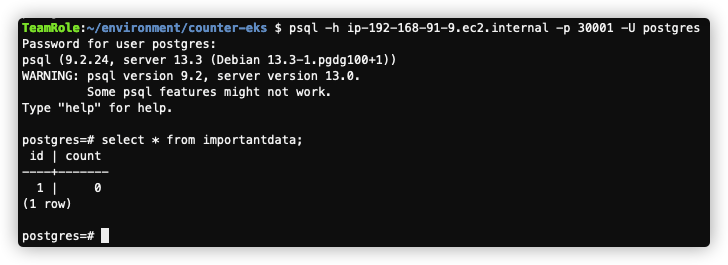 TeamRole:~/environment/counter-eks $ psql -h ip-192-168-91-9.ec2.internal -p 30001 -U postgres
Password for user postgres:
psql (9.2.24, server 13.3 (Debian 13.3-1.pgdg100+1))
WARNING: psql version 9.2, server version 13.0.
         Some psql features might not work.
Type "help" for help.

postgres=# select * from importantdata;
 id | count
----+-------
  1 |     0
(1 row)

postgres=#